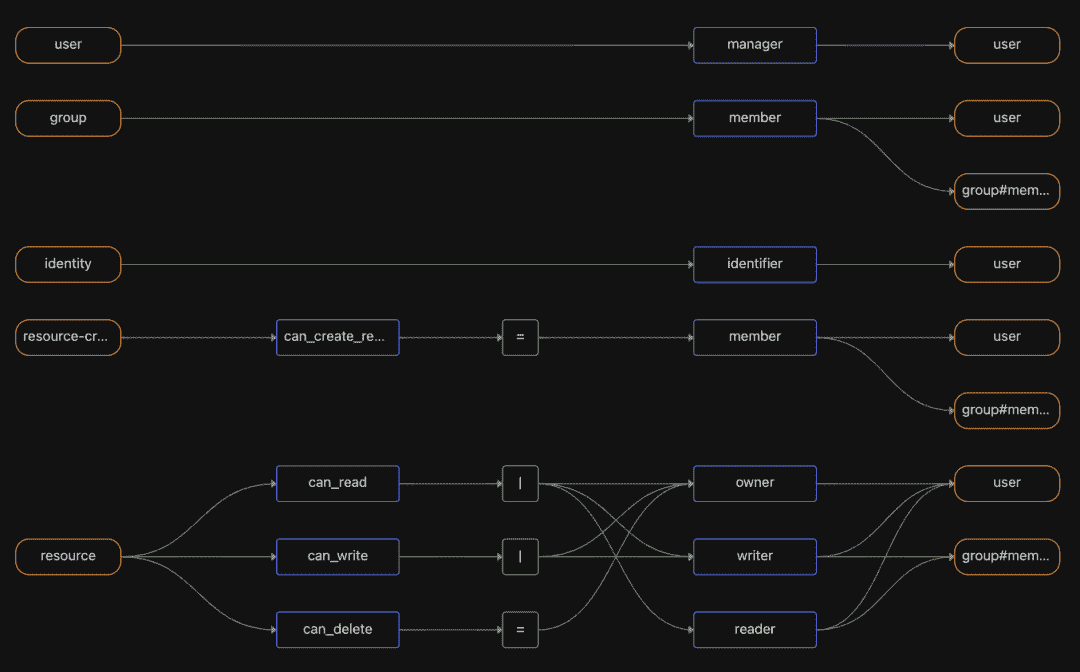 user manager user
group member user
group#mem...
identity identifier user
resource-cr... can_create_re... = member user
group#mem...
can_read | owner user
resource can_write | writer group#mem...
can_delete = reader